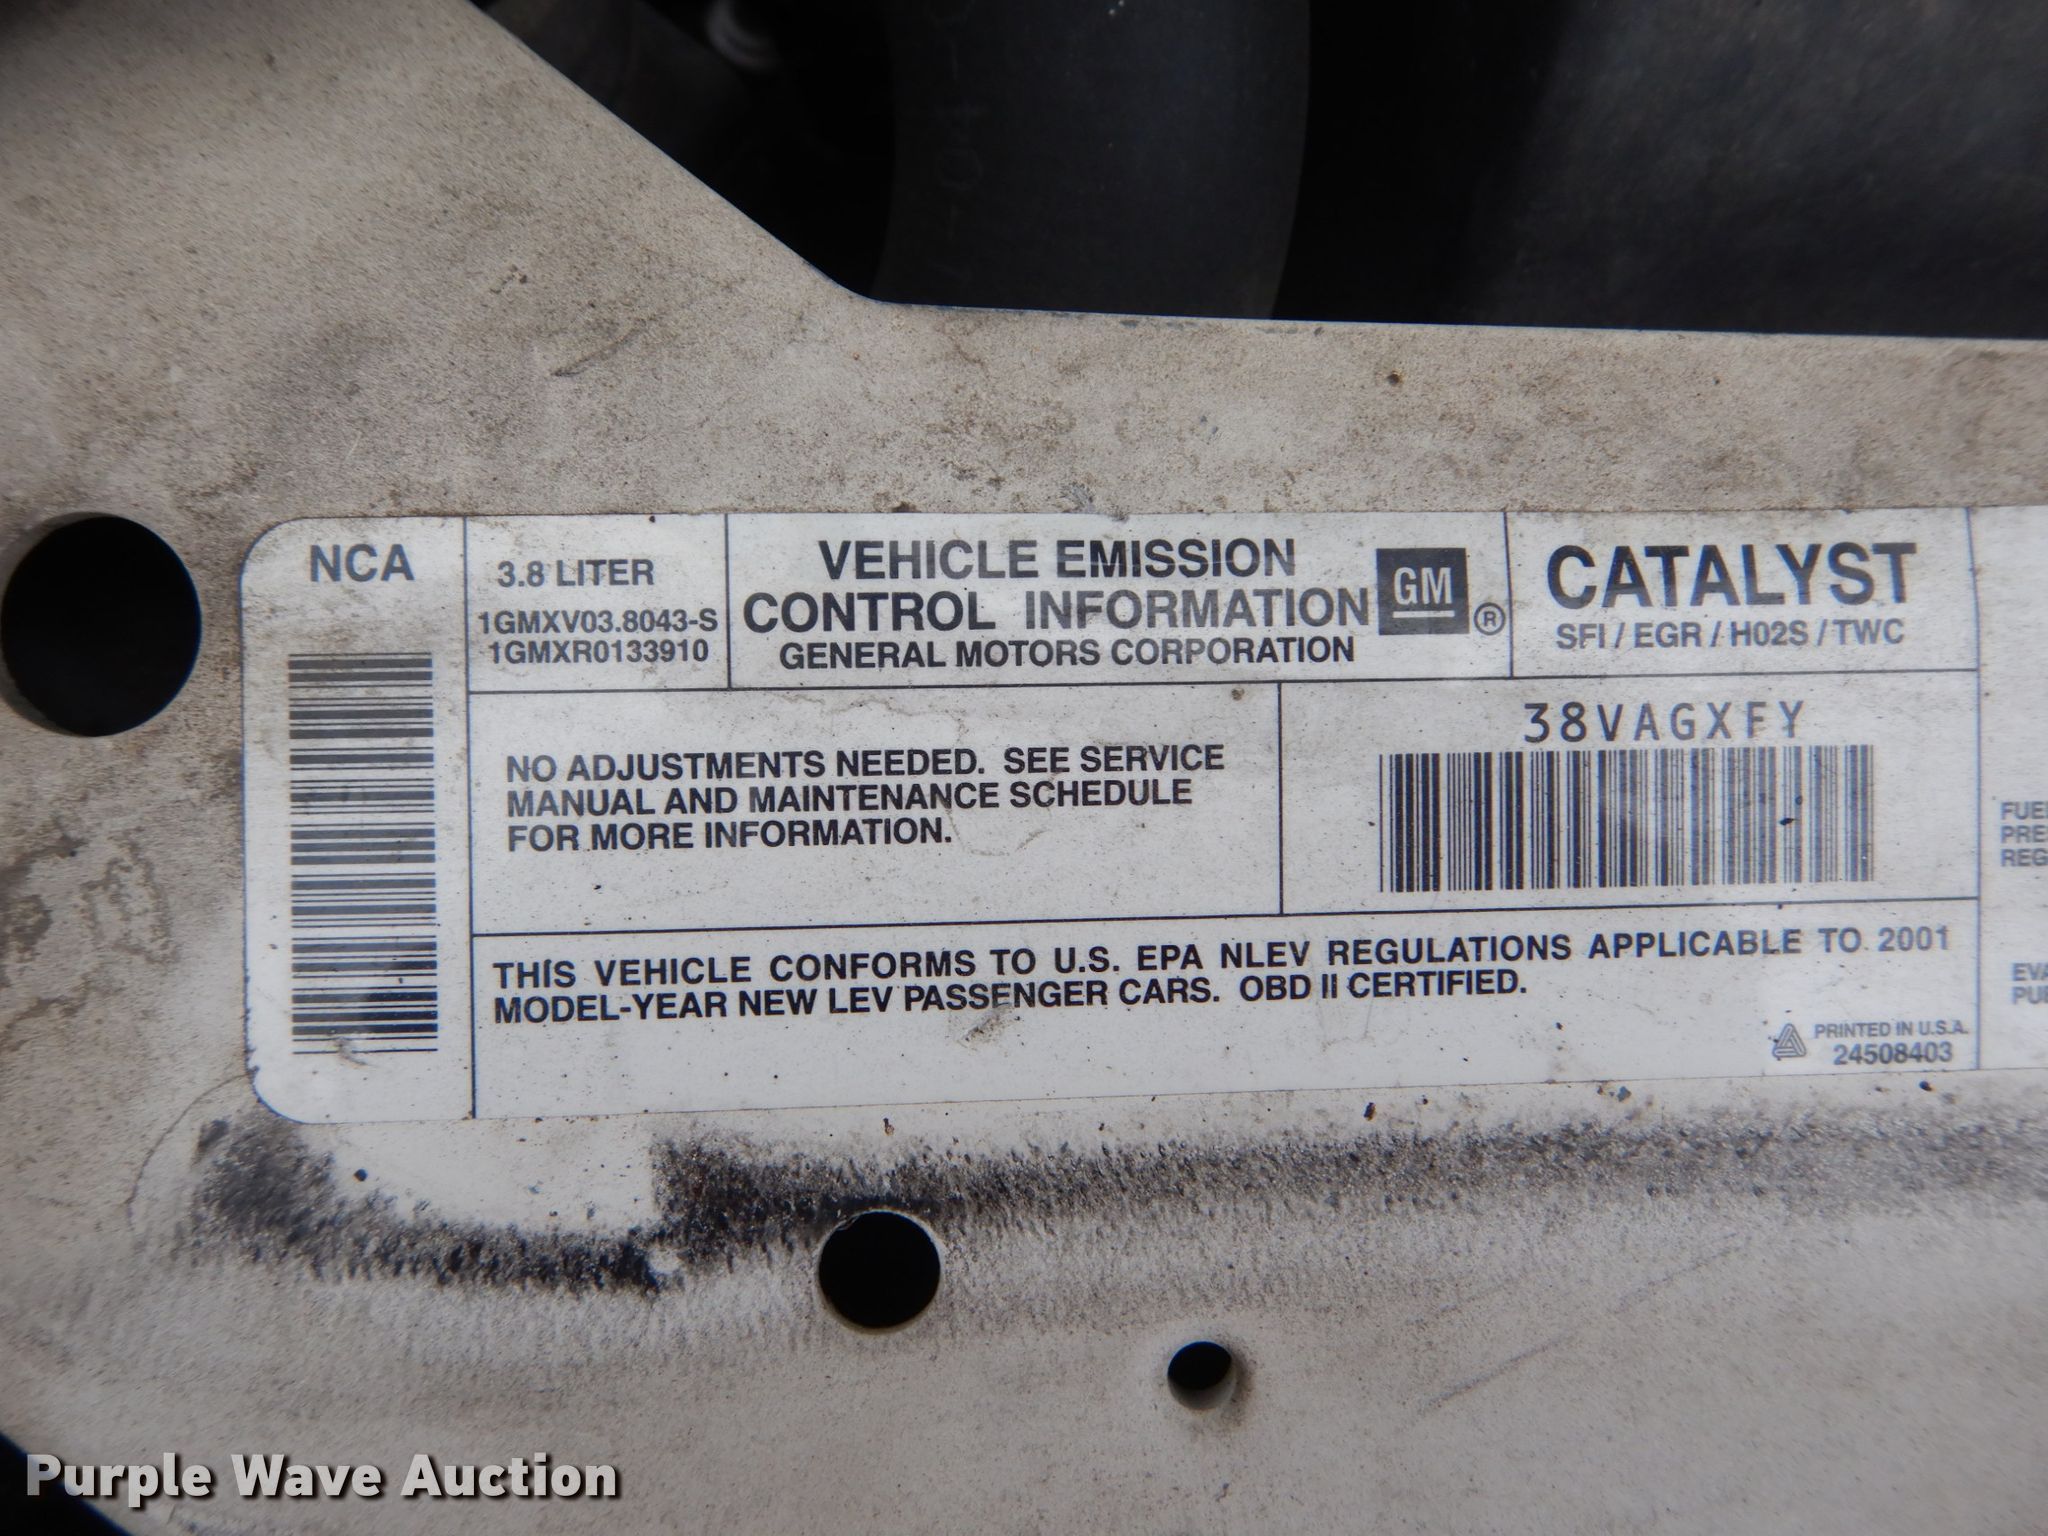 NCA
3.8 LITER
1GMXV03.8043-S
1GMXR0133910
VEHICLE EMISSION
CONTROL INFORMATION
GENERAL MOTORS CORPORATION
GM
®
CATALYST
SFI / EGR / H02S / TWC
NO ADJUSTMENTS NEEDED. SEE SERVICE
MANUAL AND MAINTENANCE SCHEDULE
FOR MORE INFORMATION.
38VAGXFY
THIS VEHICLE CONFORMS TO U.S. EPA NLEV REGULATIONS APPLICABLE TO 2001
MODEL-YEAR NEW LEV PASSENGER CARS. OBD II CERTIFIED.
PRINTED IN U.S.A.
24508403
Purple Wave Auction